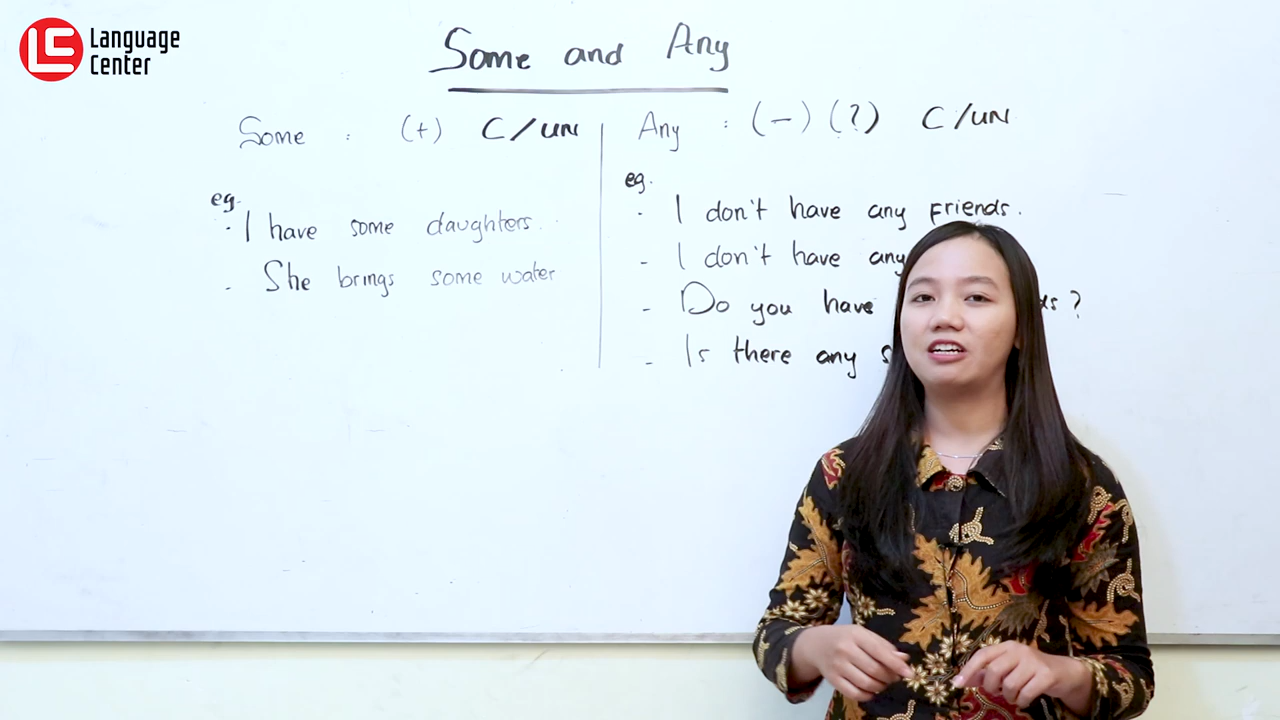 Language
Center
Some and Any
Some : (+) C/UN
eg.
- I have some daughters.
- She brings some water
Any : (-) (?) C/UN
eg.
- I don't have any friends.
- I don't have any
- Do you have
- Is there any